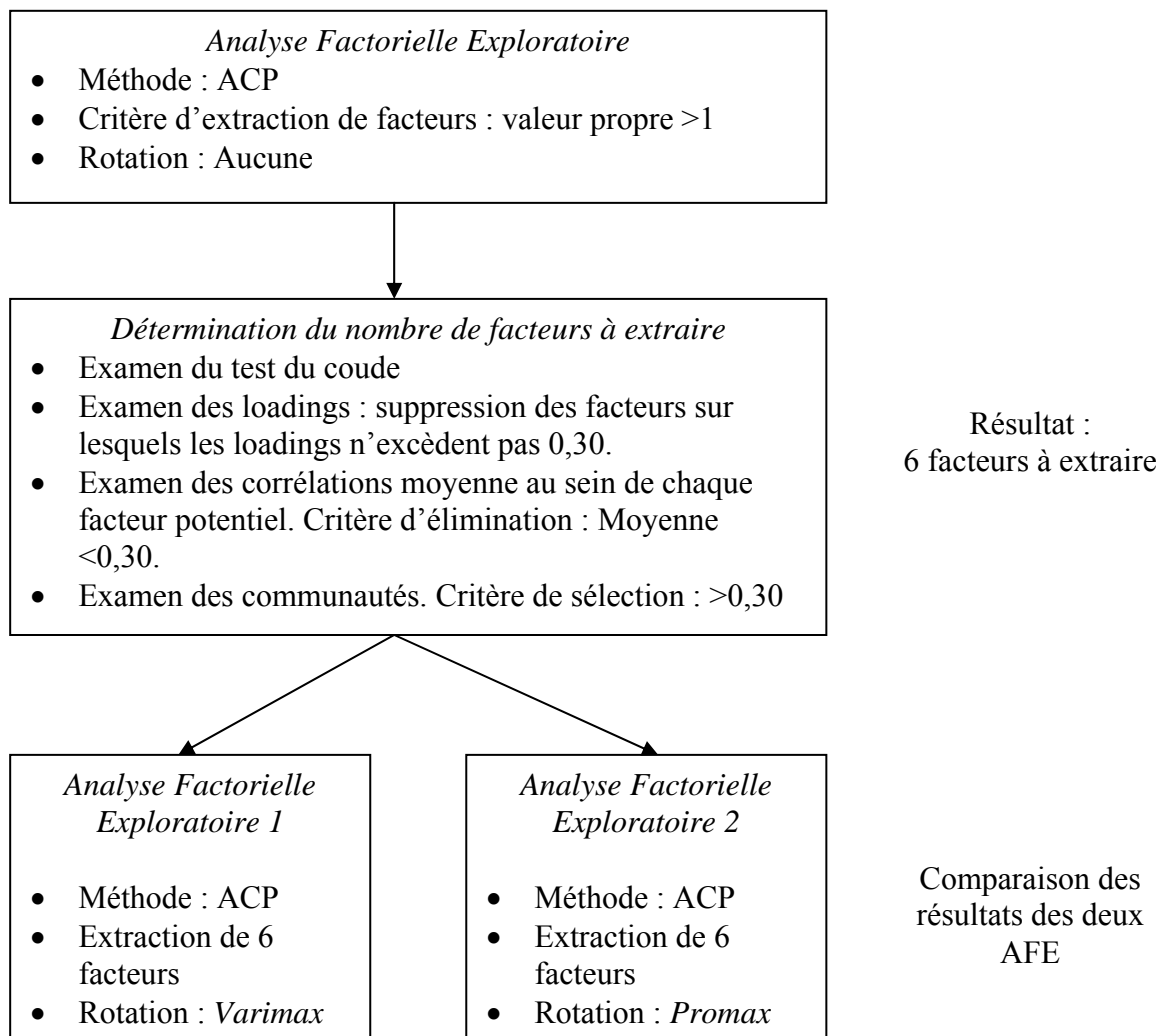 Analyse Factorielle Exploratoire
• Méthode : ACP
• Critère d’extraction de facteurs : valeur propre >1
• Rotation : Aucune
Détermination du nombre de facteurs à extraire
• Examen du test du coude
• Examen des loadings : suppression des facteurs sur
lesquels les loadings n’excèdent pas 0,30.
• Examen des corrélations moyenne au sein de chaque
facteur potentiel. Critère d’élimination : Moyenne
<0,30.
• Examen des communautés. Critère de sélection : >0,30
Résultat :
6 facteurs à extraire
Analyse Factorielle
Exploratoire 1
• Méthode : ACP
• Extraction de 6
facteurs
• Rotation : Varimax
Analyse Factorielle
Exploratoire 2
• Méthode : ACP
• Extraction de 6
facteurs
• Rotation : Promax
Comparaison des
résultats des deux
AFE